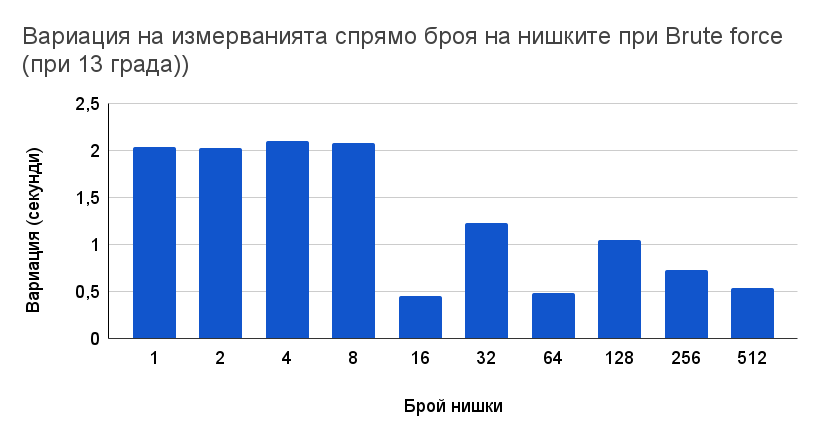 Вариация на измерванията спрямо броя на нишките при Brute force
(при 13 града))
Вариация (секунди)
2,5
2
1,5
1
0,5
0
1 2 4 8 16 32 64 128 256 512
Брой нишки